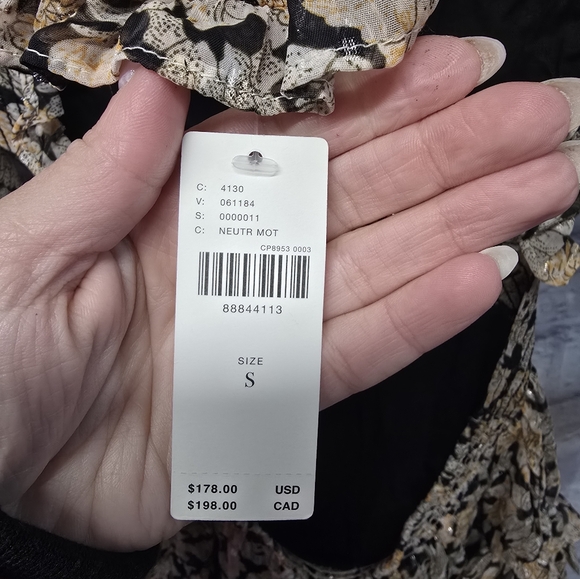 C: 4130
V: 061184
S: 0000011
C: NEUTR MOT
CP8953 0003
88844113
SIZE
S
$178.00 USD
$198.00 CAD